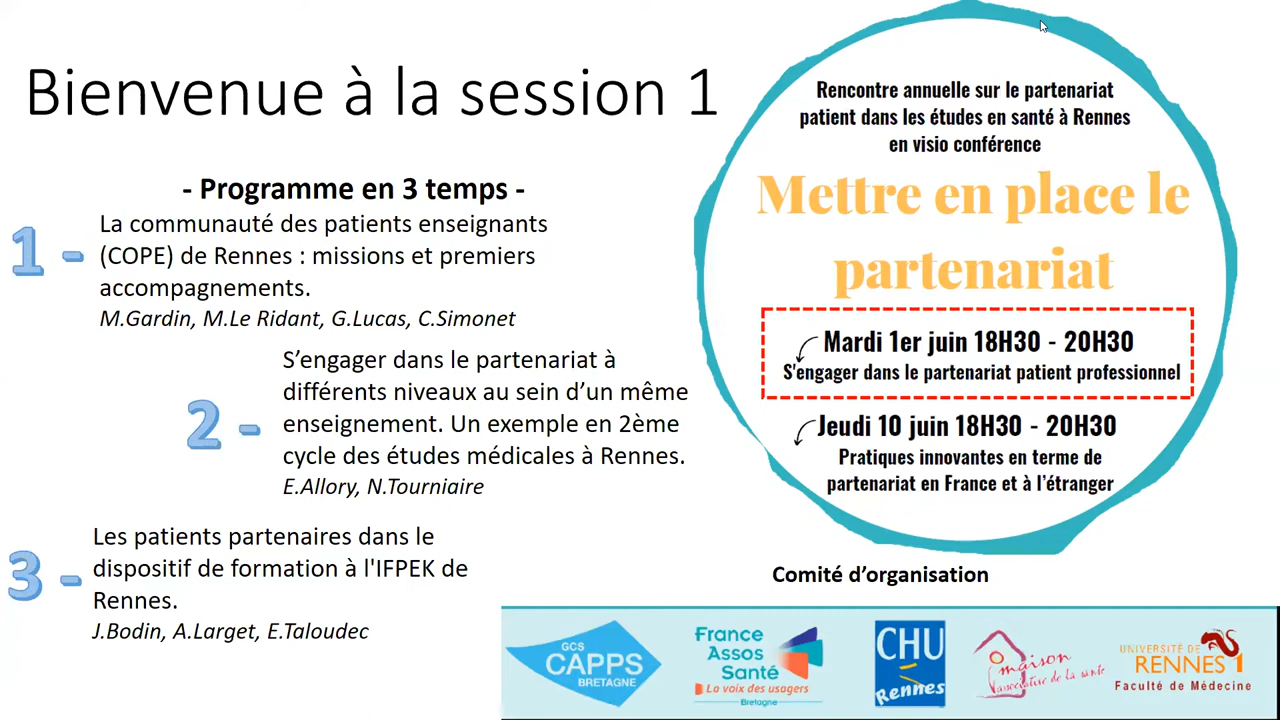 Bienvenue à la session 1
- Programme en 3 temps -
1 -
La communauté des patients enseignants
(COPE) de Rennes : missions et premiers
accompagnements.
M.Gardin, M.Le Ridant, G.Lucas, C.Simonet
2 -
S’engager dans le partenariat à
différents niveaux au sein d’un même
enseignement. Un exemple en 2ème
cycle des études médicales à Rennes.
E.Allory, N.Tourniaire
3 -
Les patients partenaires dans le
dispositif de formation à l'IFPEK de
Rennes.
J.Bodin, A.Larget, E.Taloudec
Rencontre annuelle sur le partenariat
patient dans les études en santé à Rennes
en visio conférence
Mettre en place le
partenariat
Mardi 1er juin 18H30 - 20H30
S'engager dans le partenariat patient professionnel
Jeudi 10 juin 18H30 - 20H30
Pratiques innovantes en terme de
partenariat en France et à l’étranger
Comité d’organisation
GCS
CAPPS
BRETAGNE
France
Assos
Santé
La voix des usagers
Bretagne
CHU
Rennes
maison
associative de la santé
UNIVERSITÉ DE
RENNES 1
Faculté de Médecine